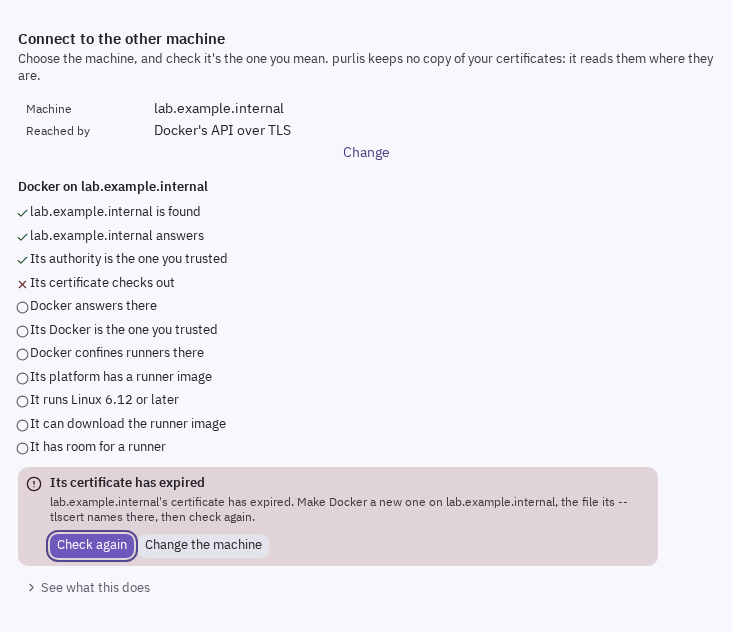 Connect to the other machine
Choose the machine, and check it's the one you mean. purlis keeps no copy of your certificates: it reads them where they
are.
Machine lab.example.internal
Reached by Docker's API over TLS
Change
Docker on lab.example.internal
lab.example.internal is found
lab.example.internal answers
Its authority is the one you trusted
Its certificate checks out
Docker answers there
Its Docker is the one you trusted
Docker confines runners there
Its platform has a runner image
It runs Linux 6.12 or later
It can download the runner image
It has room for a runner
Its certificate has expired
lab.example.internal's certificate has expired. Make Docker a new one on lab.example.internal, the file its --
tlscert names there, then check again.
Check again Change the machine
See what this does